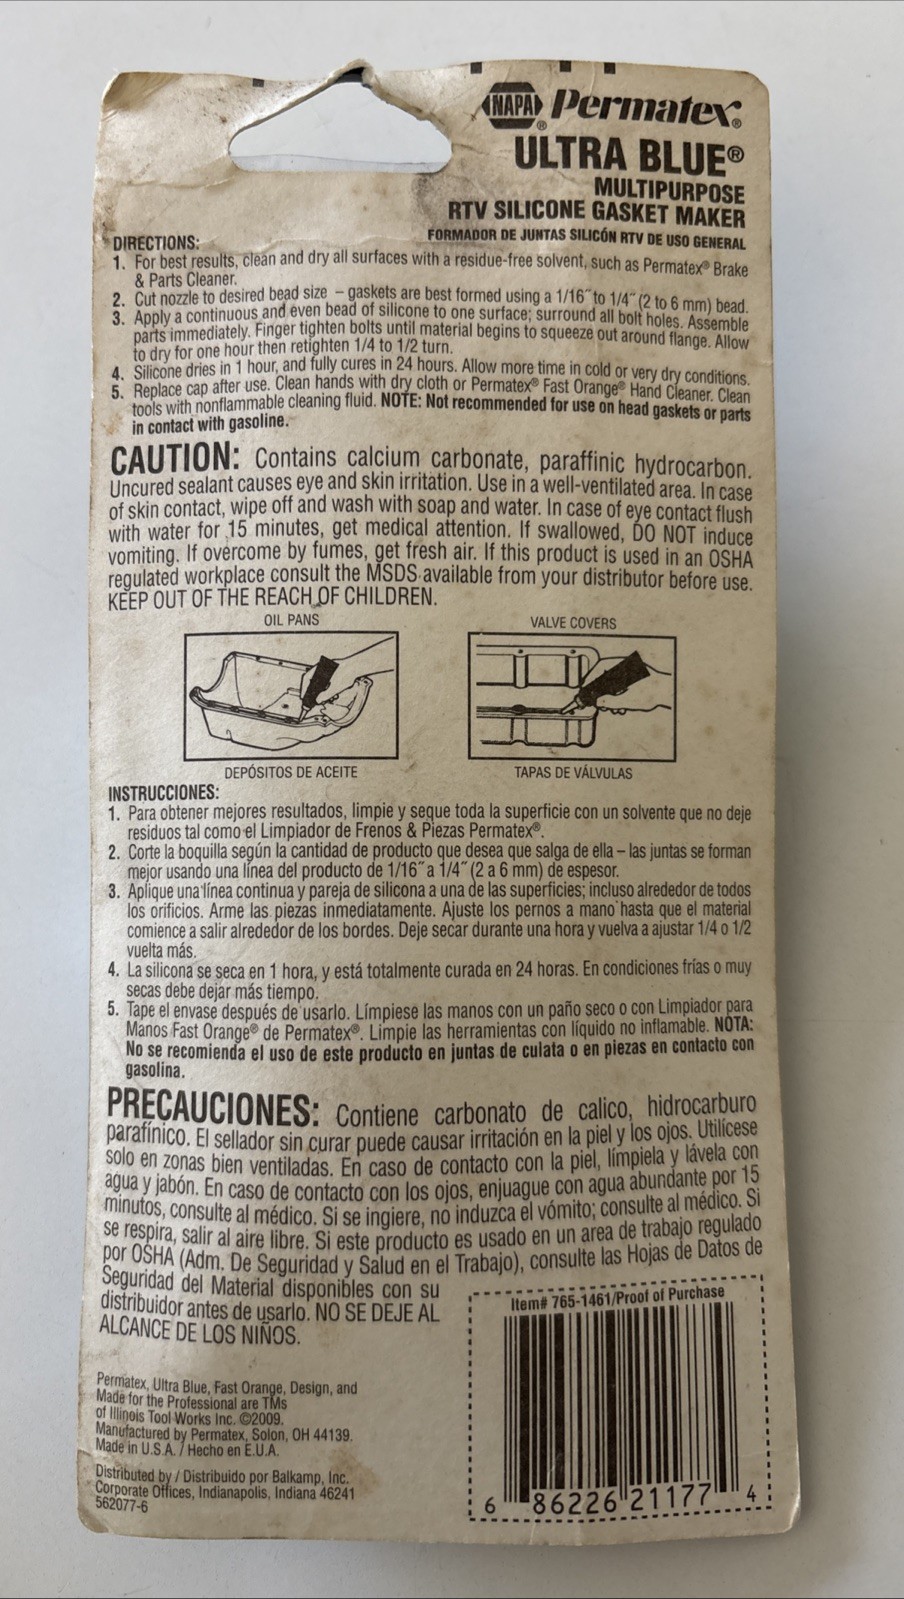 NAPA® Permatex®
ULTRA BLUE®
MULTIPURPOSE
RTV SILICONE GASKET MAKER
FORMADOR DE JUNTAS SILICÓN RTV DE USO GENERAL
DIRECTIONS:
1. For best results, clean and dry all surfaces with a residue-free solvent, such as Permatex® Brake
& Parts Cleaner.
2. Cut nozzle to desired bead size – gaskets are best formed using a 1/16˝ to 1/4˝ (2 to 6 mm) bead.
3. Apply a continuous and even bead of silicone to one surface; surround all bolt holes. Assemble
parts immediately. Finger tighten bolts until material begins to squeeze out around flange. Allow
to dry for one hour then retighten 1/4 to 1/2 turn.
4. Silicone dries in 1 hour, and fully cures in 24 hours. Allow more time in cold or very dry conditions.
5. Replace cap after use. Clean hands with dry cloth or Permatex® Fast Orange® Hand Cleaner. Clean
tools with nonflammable cleaning fluid. NOTE: Not recommended for use on head gaskets or parts
in contact with gasoline.
CAUTION: Contains calcium carbonate, paraffinic hydrocarbon.
Uncured sealant causes eye and skin irritation. Use in a well-ventilated area. In case
of skin contact, wipe off and wash with soap and water. In case of eye contact flush
with water for 15 minutes, get medical attention. If swallowed, DO NOT induce
vomiting. If overcome by fumes, get fresh air. If this product is used in an OSHA
regulated workplace consult the MSDS available from your distributor before use.
KEEP OUT OF THE REACH OF CHILDREN.
OIL PANS
VALVE COVERS
DEPÓSITOS DE ACEITE
TAPAS DE VÁLVULAS
INSTRUCCIONES:
1. Para obtener mejores resultados, limpie y seque toda la superficie con un solvente que no deje
residuos tal como el Limpiador de Frenos & Piezas Permatex®.
2. Corte la boquilla según la cantidad de producto que desea que salga de ella – las juntas se forman
mejor usando una línea del producto de 1/16˝ a 1/4˝ (2 a 6 mm) de espesor.
3. Aplique una línea continua y pareja de silicona a una de las superficies; incluso alrededor de todos
los orificios. Arme las piezas inmediatamente. Ajuste los pernos a mano hasta que el material
comience a salir alrededor de los bordes. Deje secar durante una hora y vuelva a ajustar 1/4 o 1/2
vuelta más.
4. La silicona se seca en 1 hora, y está totalmente curada en 24 horas. En condiciones frías o muy
secas debe dejar más tiempo.
5. Tape el envase después de usarlo. Límpiese las manos con un paño seco o con Limpiador para
Manos Fast Orange® de Permatex®. Limpie las herramientas con líquido no inflamable. NOTA:
No se recomienda el uso de este producto en juntas de culata o en piezas en contacto con
gasolina.
PRECAUCIONES: Contiene carbonato de calico, hidrocarburo
parafínico. El sellador sin curar puede causar irritación en la piel y los ojos. Utilícese
solo en zonas bien ventiladas. En caso de contacto con la piel, límpiela y lávela con
agua y jabón. En caso de contacto con los ojos, enjuague con agua abundante por 15
minutos, consulte al médico. Si se ingiere, no induzca el vómito; consulte al médico. Si
se respira, salir al aire libre. Si este producto es usado en un area de trabajo regulado
por OSHA (Adm. De Seguridad y Salud en el Trabajo), consulte las Hojas de Datos de
Seguridad del Material disponibles con su
distribuidor antes de usarlo. NO SE DEJE AL
ALCANCE DE LOS NIÑOS.
Item# 765-1461/Proof of Purchase
6 86226 21177 4
Permatex, Ultra Blue, Fast Orange, Design, and
Made for the Professional are TMs
of Illinois Tool Works Inc. ©2009.
Manufactured by Permatex, Solon, OH 44139.
Made in U.S.A. / Hecho en E.U.A.
Distributed by / Distribuido por Balkamp, Inc.
Corporate Offices, Indianapolis, Indiana 46241
562077-6